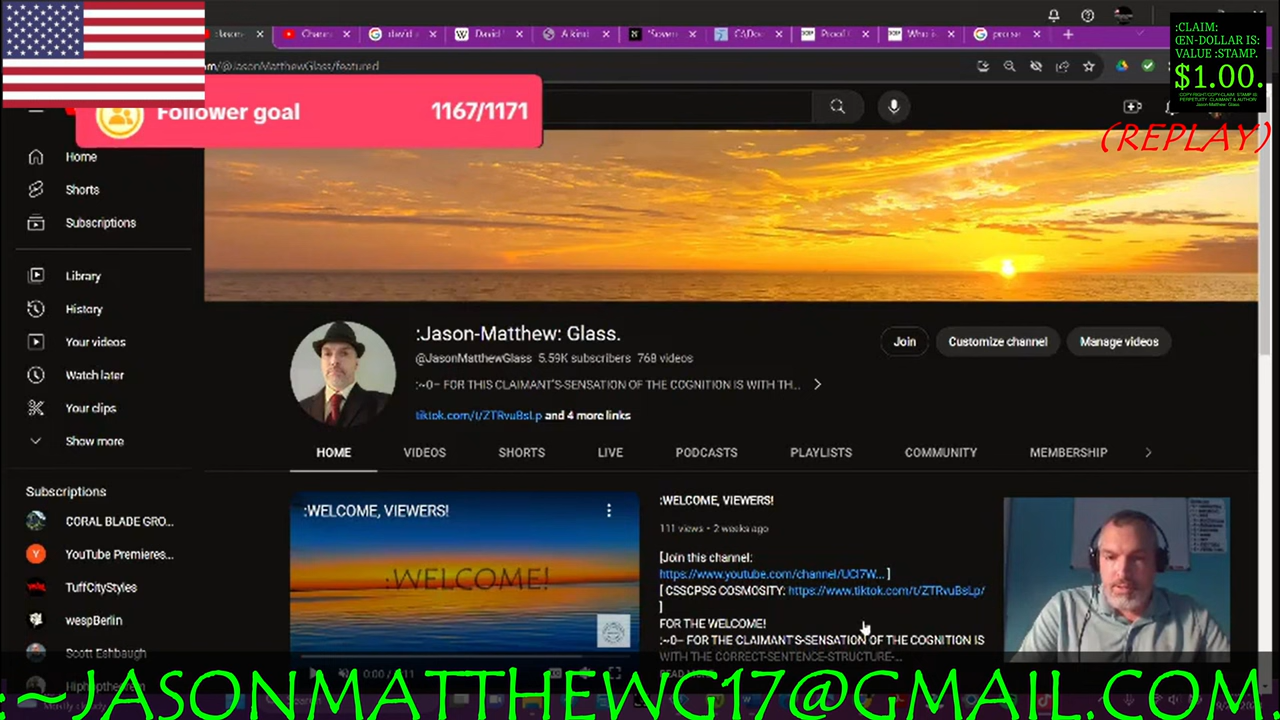 :CLAIM:
ŒN-DOLLAR IS:
VALUE :STAMP.
$1.00.
(REPLAY)
@JasonMatthewGlass/featured
Follower goal 1167/1171
Home
Shorts
Subscriptions
Library
History
Your videos
Watch later
Your clips
Show more
Subscriptions
CORAL BLADE GRO...
YouTube Premieres...
TuffCityStyles
wespBerlin
Scott Eshbaugh
:Jason-Matthew: Glass.
@JasonMatthewGlass 5.59K subscribers 768 videos
:~0~ FOR THIS CLAIMANT'S-SENSATION OF THE COGNITION IS WITH TH...
tiktok.com/t/ZTRvuBsLp and 4 more links
Join
Customize channel
Manage videos
HOME VIDEOS SHORTS LIVE PODCASTS PLAYLISTS COMMUNITY MEMBERSHIP
:WELCOME, VIEWERS!
:WELCOME!
:WELCOME, VIEWERS!
111 views • 2 weeks ago
[Join this channel:
https://www.youtube.com/channel/UCI7W... ]
[ CSSCPSG COSMOSITY: https://www.tiktok.com/t/ZTRvuBsLp/
]
FOR THE WELCOME!
:~0~ FOR THE CLAIMANT'S-SENSATION OF THE COGNITION IS
WITH THE CORRECT-SENTENCE-STRUCTURE-...
:~JASONMATTHEWG17@GMAIL.COM.